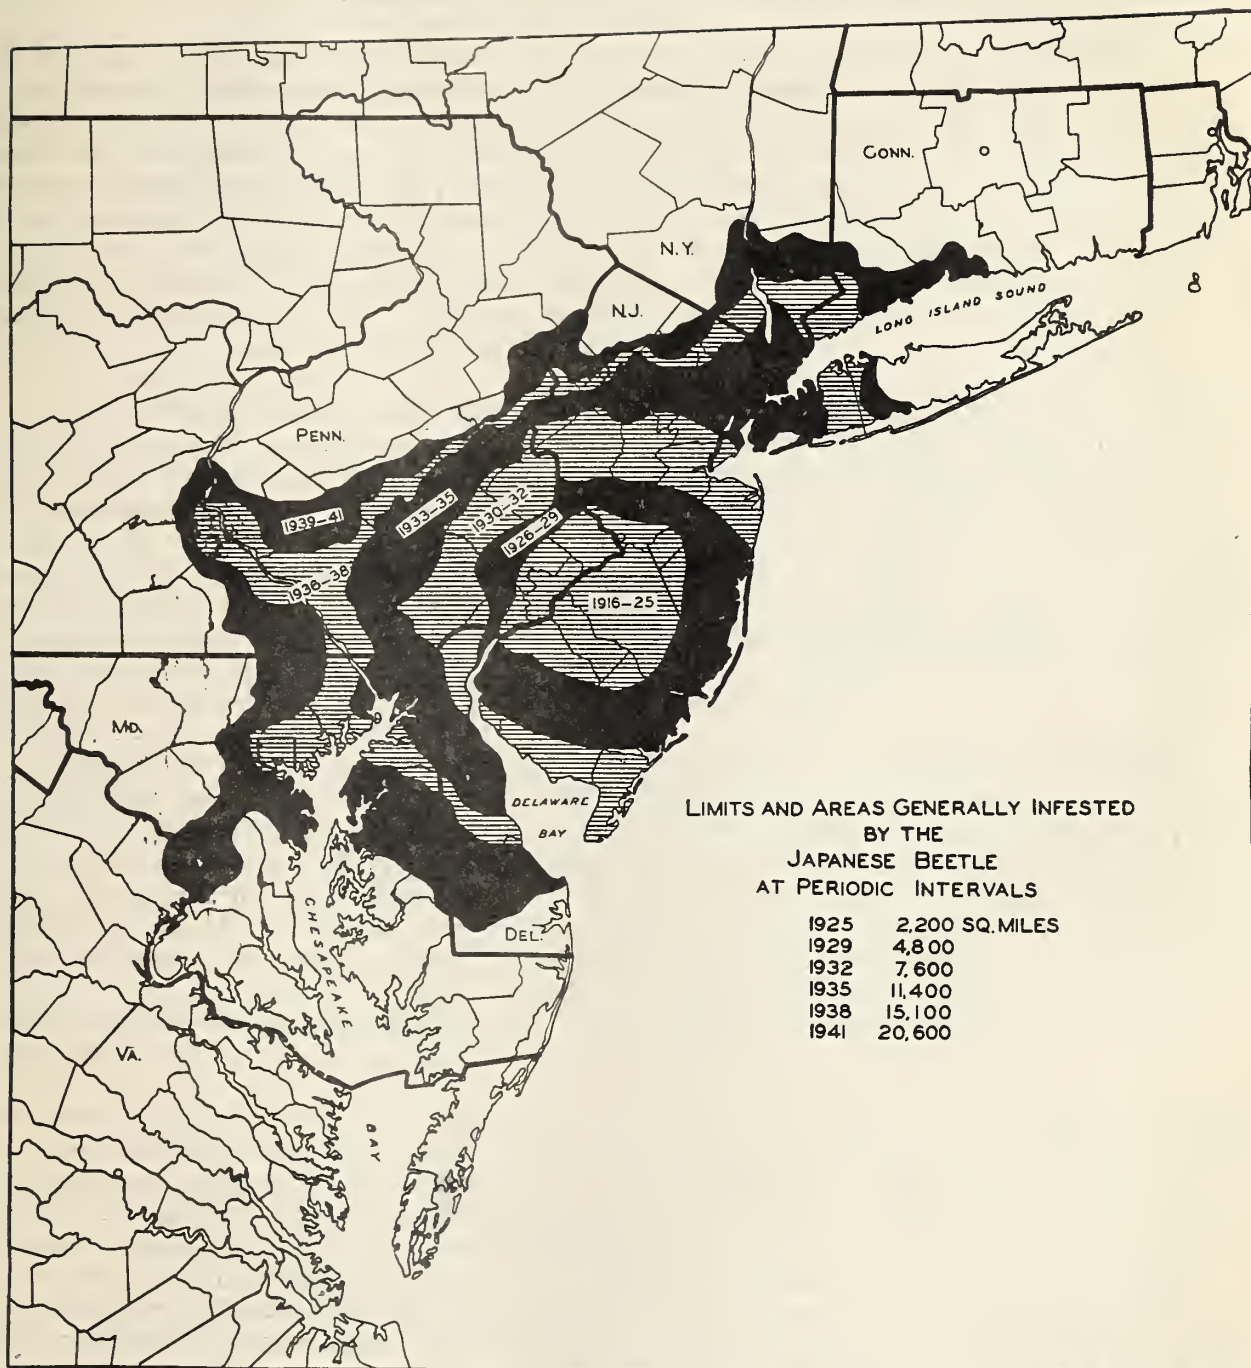 CONN.
N.Y.
N.J.
LONG ISLAND SOUND
PENN.
1939-41
1933-35
1930-32
1926-29
1936-38
1916-25
MD.
DELAWARE
BAY
LIMITS AND AREAS GENERALLY INFESTED
BY THE
JAPANESE BEETLE
AT PERIODIC INTERVALS
1925 2,200 SQ. MILES
1929 4,800
1932 7,600
1935 11,400
1938 15,100
1941 20,600
DEL.
CHESAPEAKE
BAY
VA.